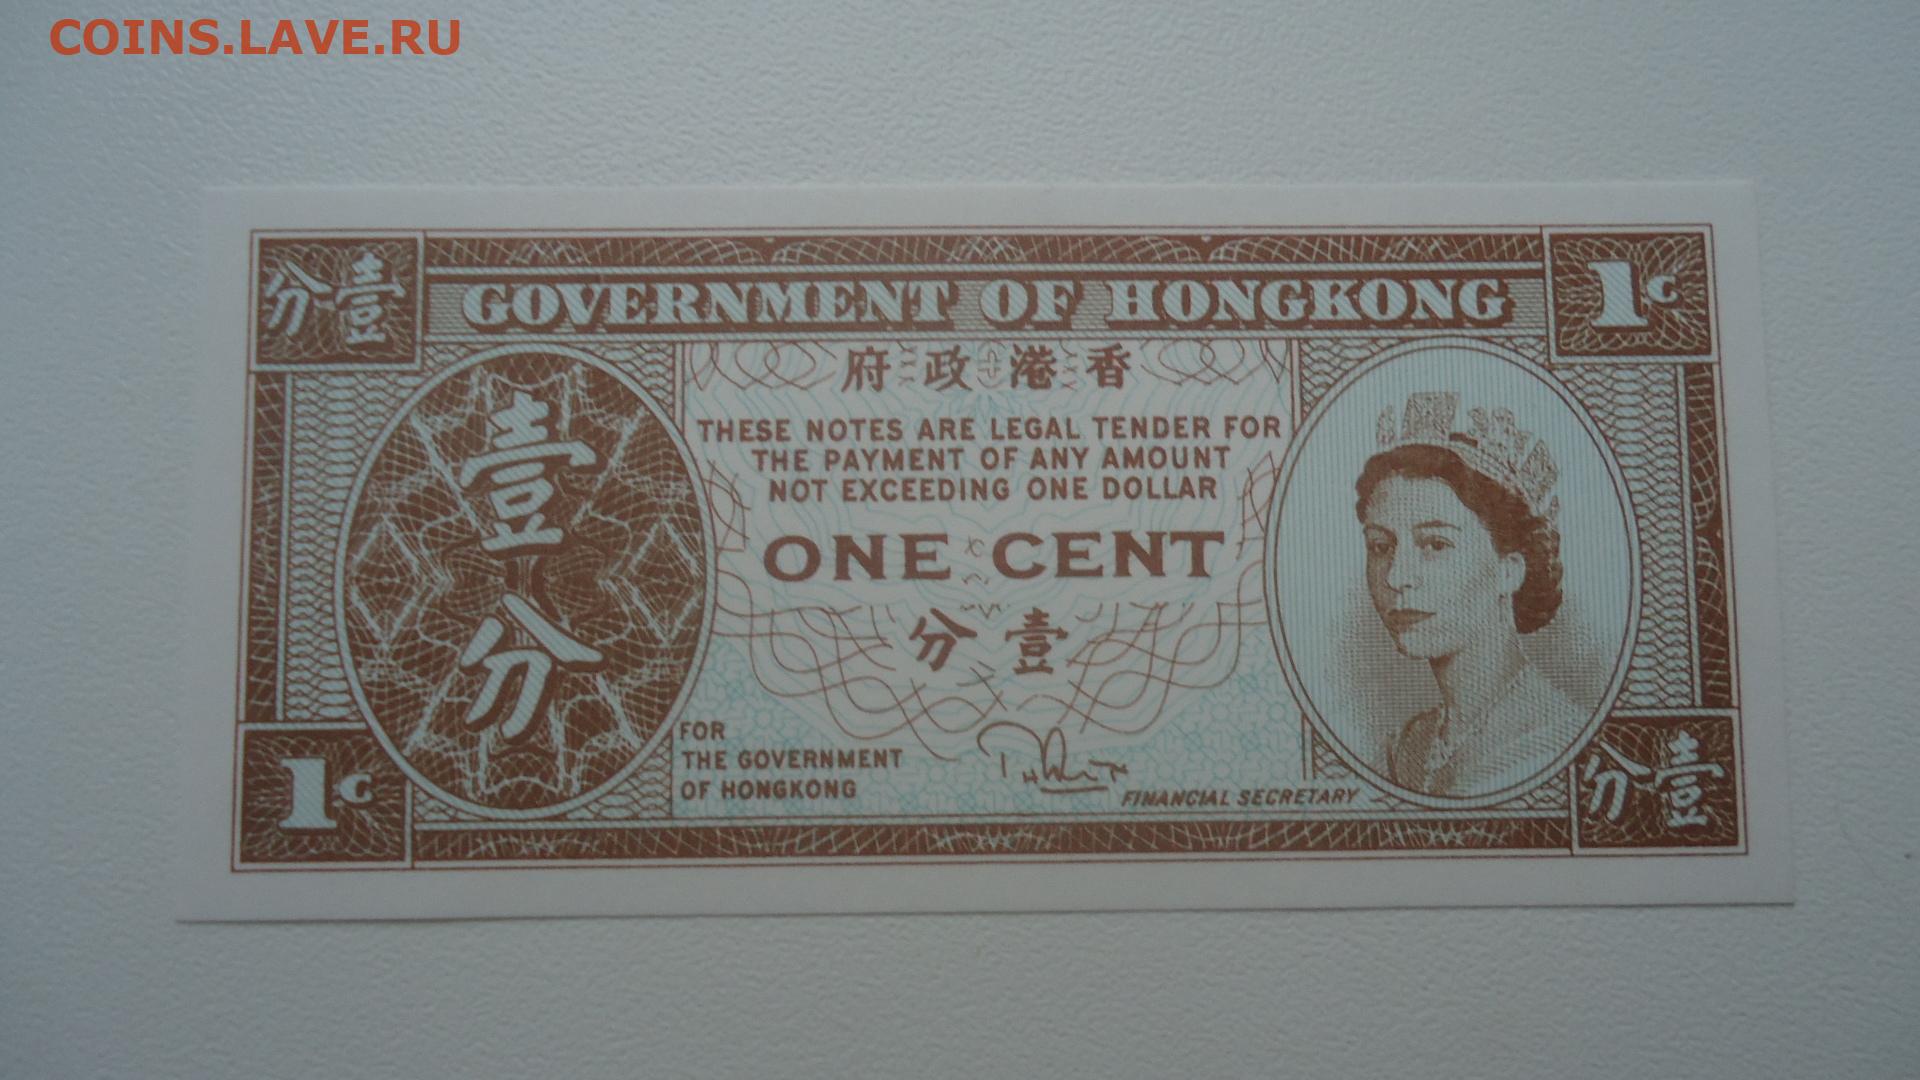 COINS.LAVE.RU
分壹
GOVERNMENT OF HONGKONG
1C
府政港香
THESE NOTES ARE LEGAL TENDER FOR
THE PAYMENT OF ANY AMOUNT
NOT EXCEEDING ONE DOLLAR
壹
分
ONE CENT
分壹
FOR
THE GOVERNMENT
OF HONGKONG
FINANCIAL SECRETARY
1C
分壹